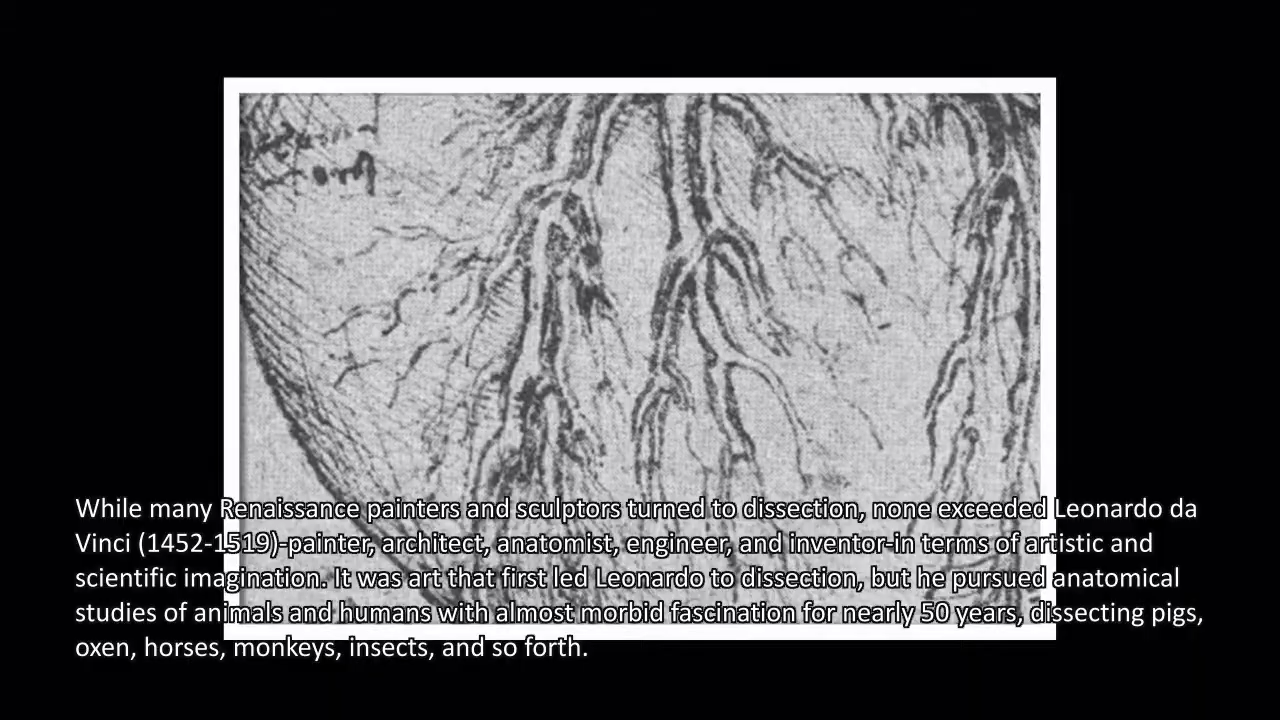 While many Renaissance painters and sculptors turned to dissection, none exceeded Leonardo da
Vinci (1452-1519)-painter, architect, anatomist, engineer, and inventor-in terms of artistic and
scientific imagination. It was art that first led Leonardo to dissection, but he pursued anatomical
studies of animals and humans with almost morbid fascination for nearly 50 years, dissecting pigs,
oxen, horses, monkeys, insects, and so forth.